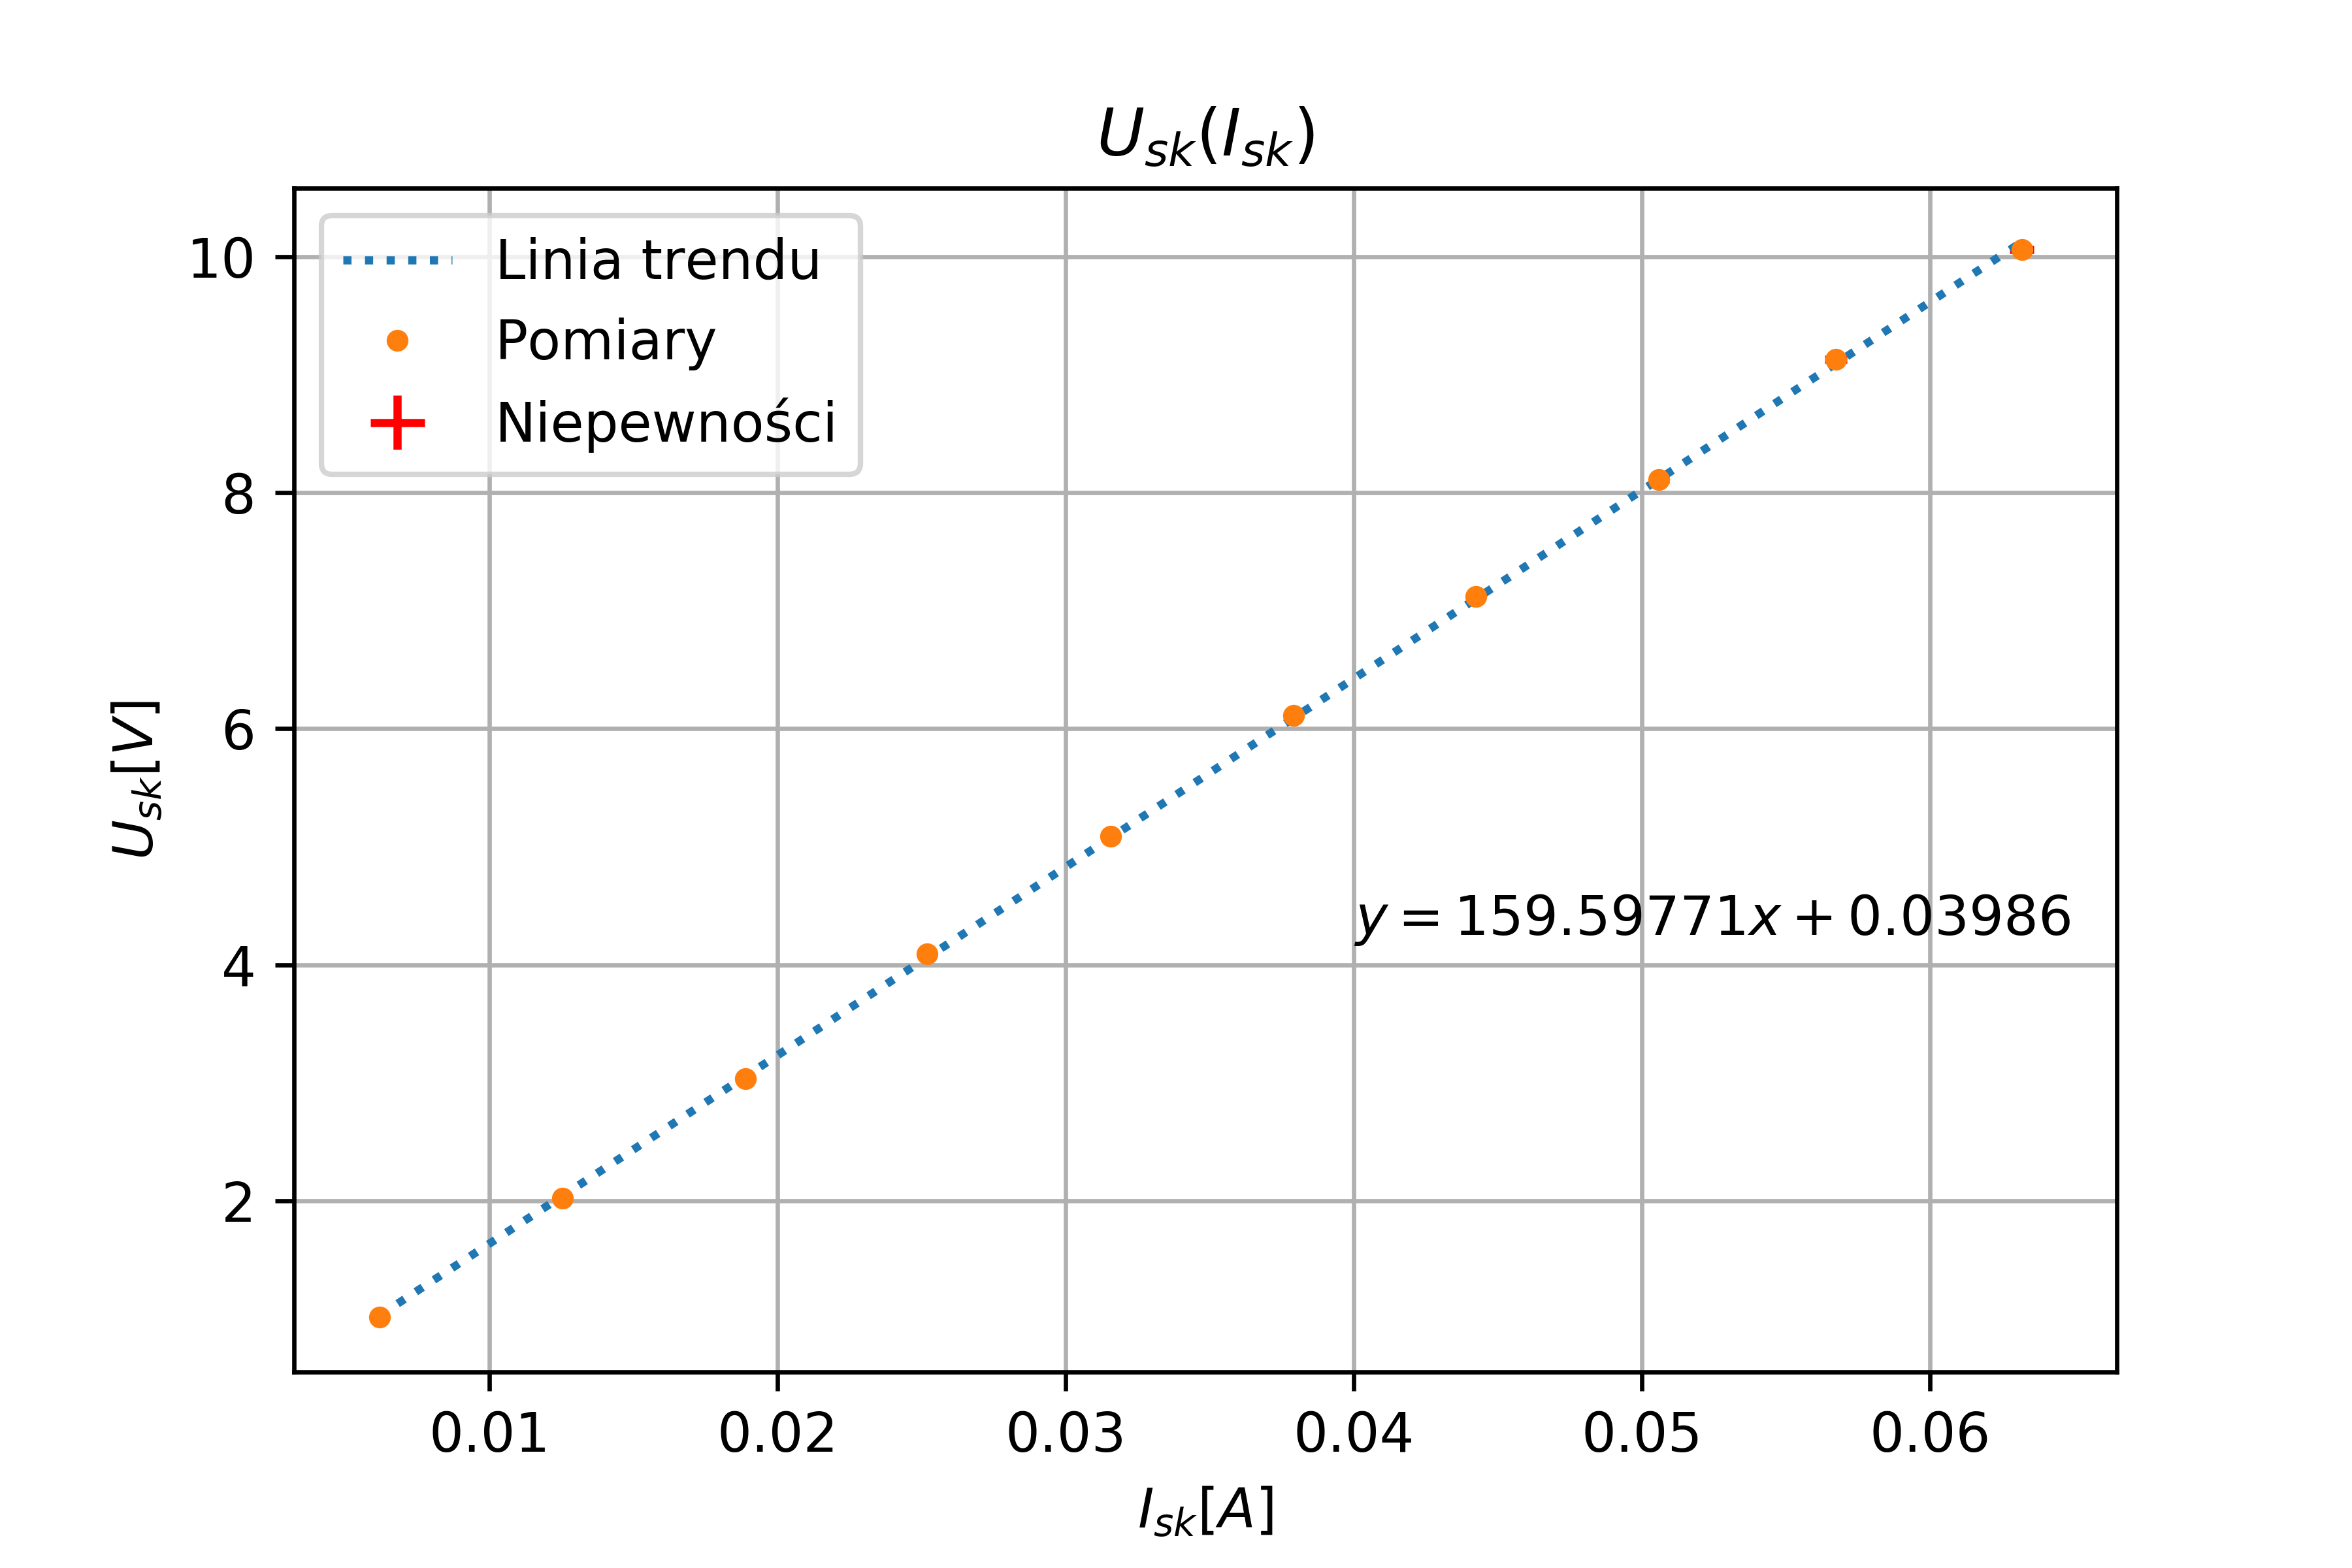 U_sk(I_sk)
Linia trendu
Pomiary
Niepewności
10
8
6
4
2
U_sk[V]
y = 159.59771x + 0.03986
0.01 0.02 0.03 0.04 0.05 0.06
I_sk[A]